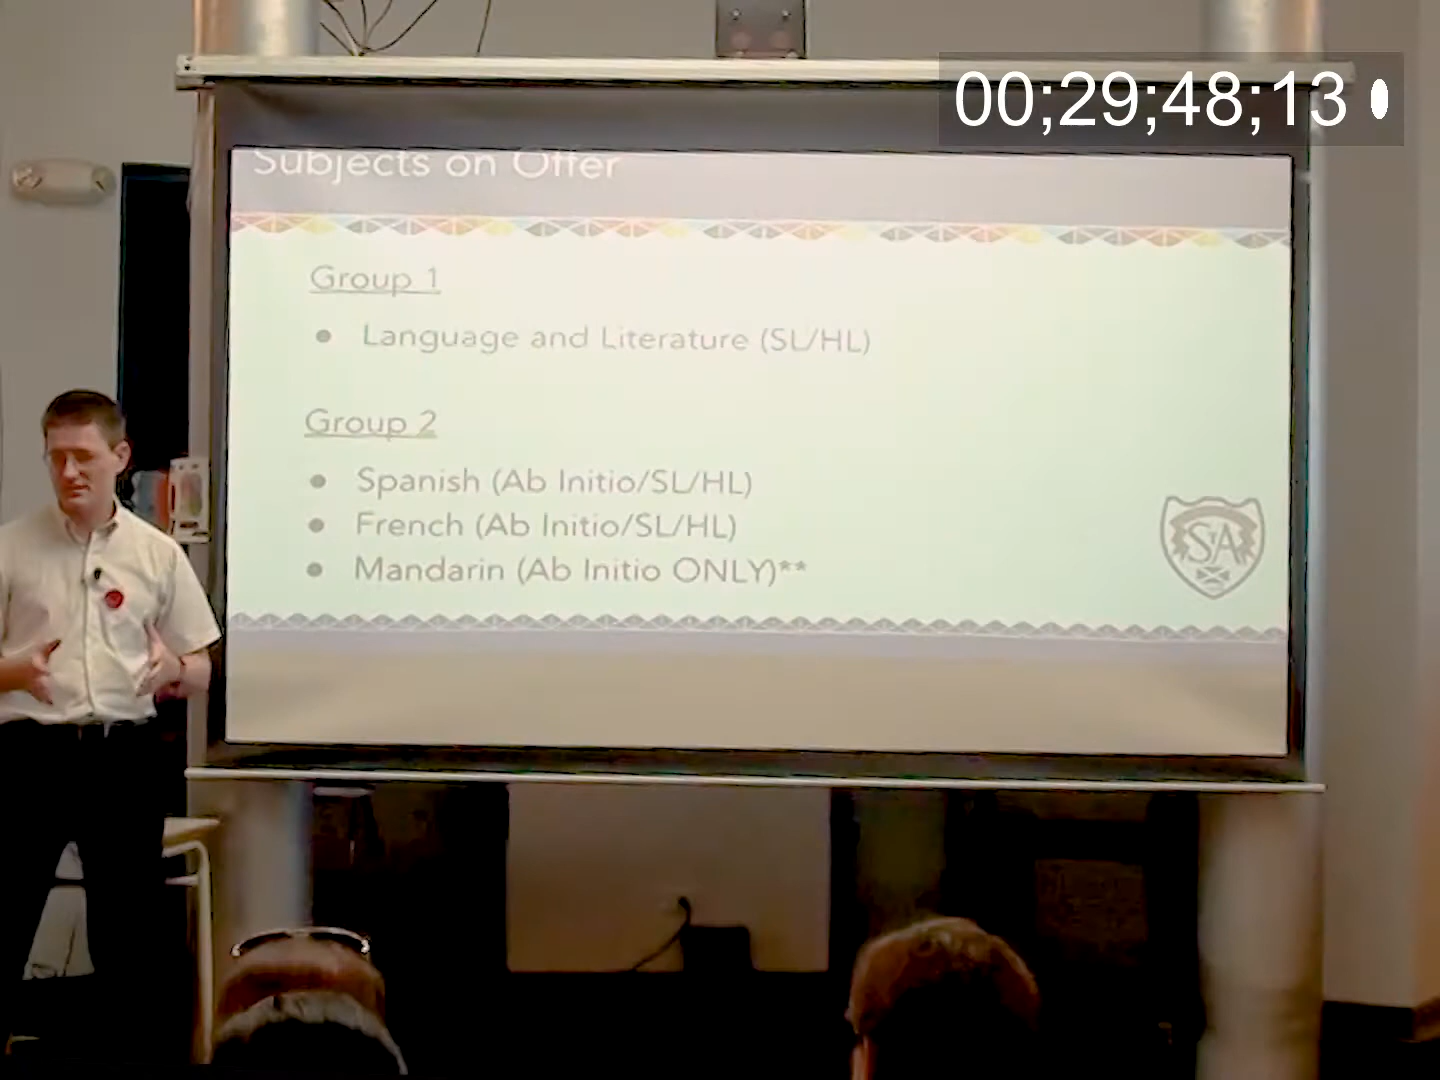 00;29;48;13
Subjects on Offer
Group 1
● Language and Literature (SL/HL)
Group 2
● Spanish (Ab Initio/SL/HL)
● French (Ab Initio/SL/HL)
● Mandarin (Ab Initio ONLY)**
StA